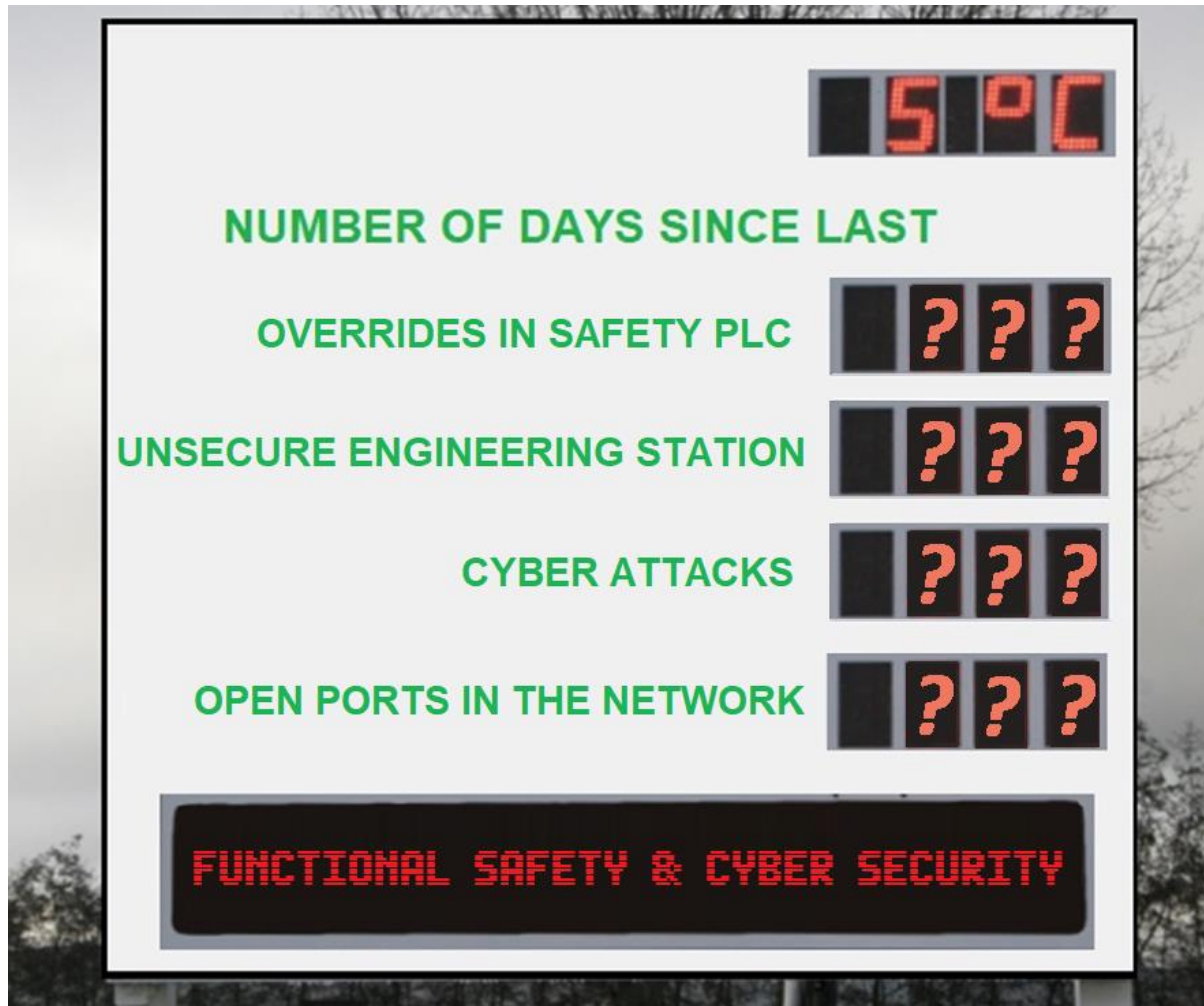 5 °C
NUMBER OF DAYS SINCE LAST
OVERRIDES IN SAFETY PLC ???
UNSECURE ENGINEERING STATION ???
CYBER ATTACKS ???
OPEN PORTS IN THE NETWORK ???
FUNCTIONAL SAFETY & CYBER SECURITY